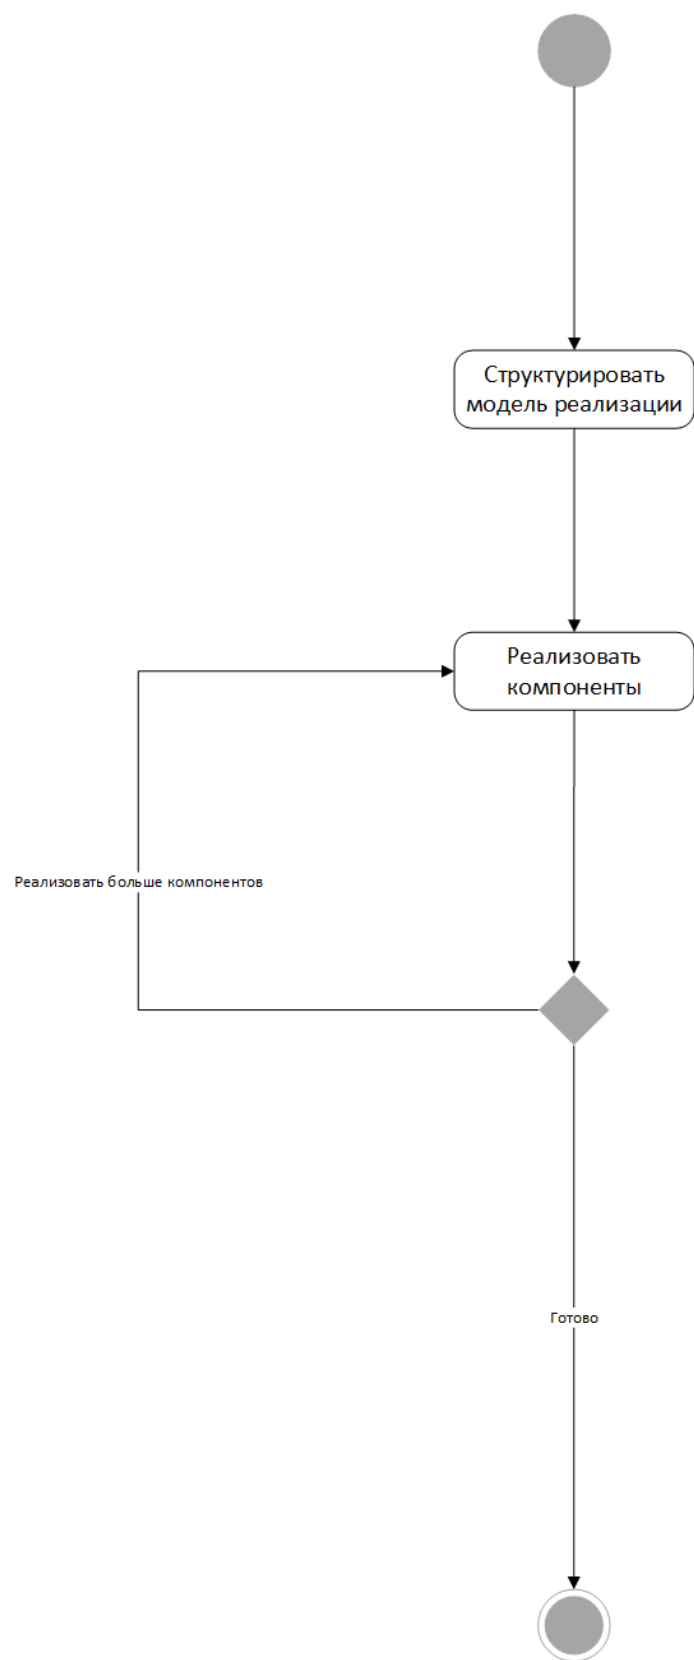 Структурировать
модель реализации
Реализовать
компоненты
Реализовать больше компонентов
Готово